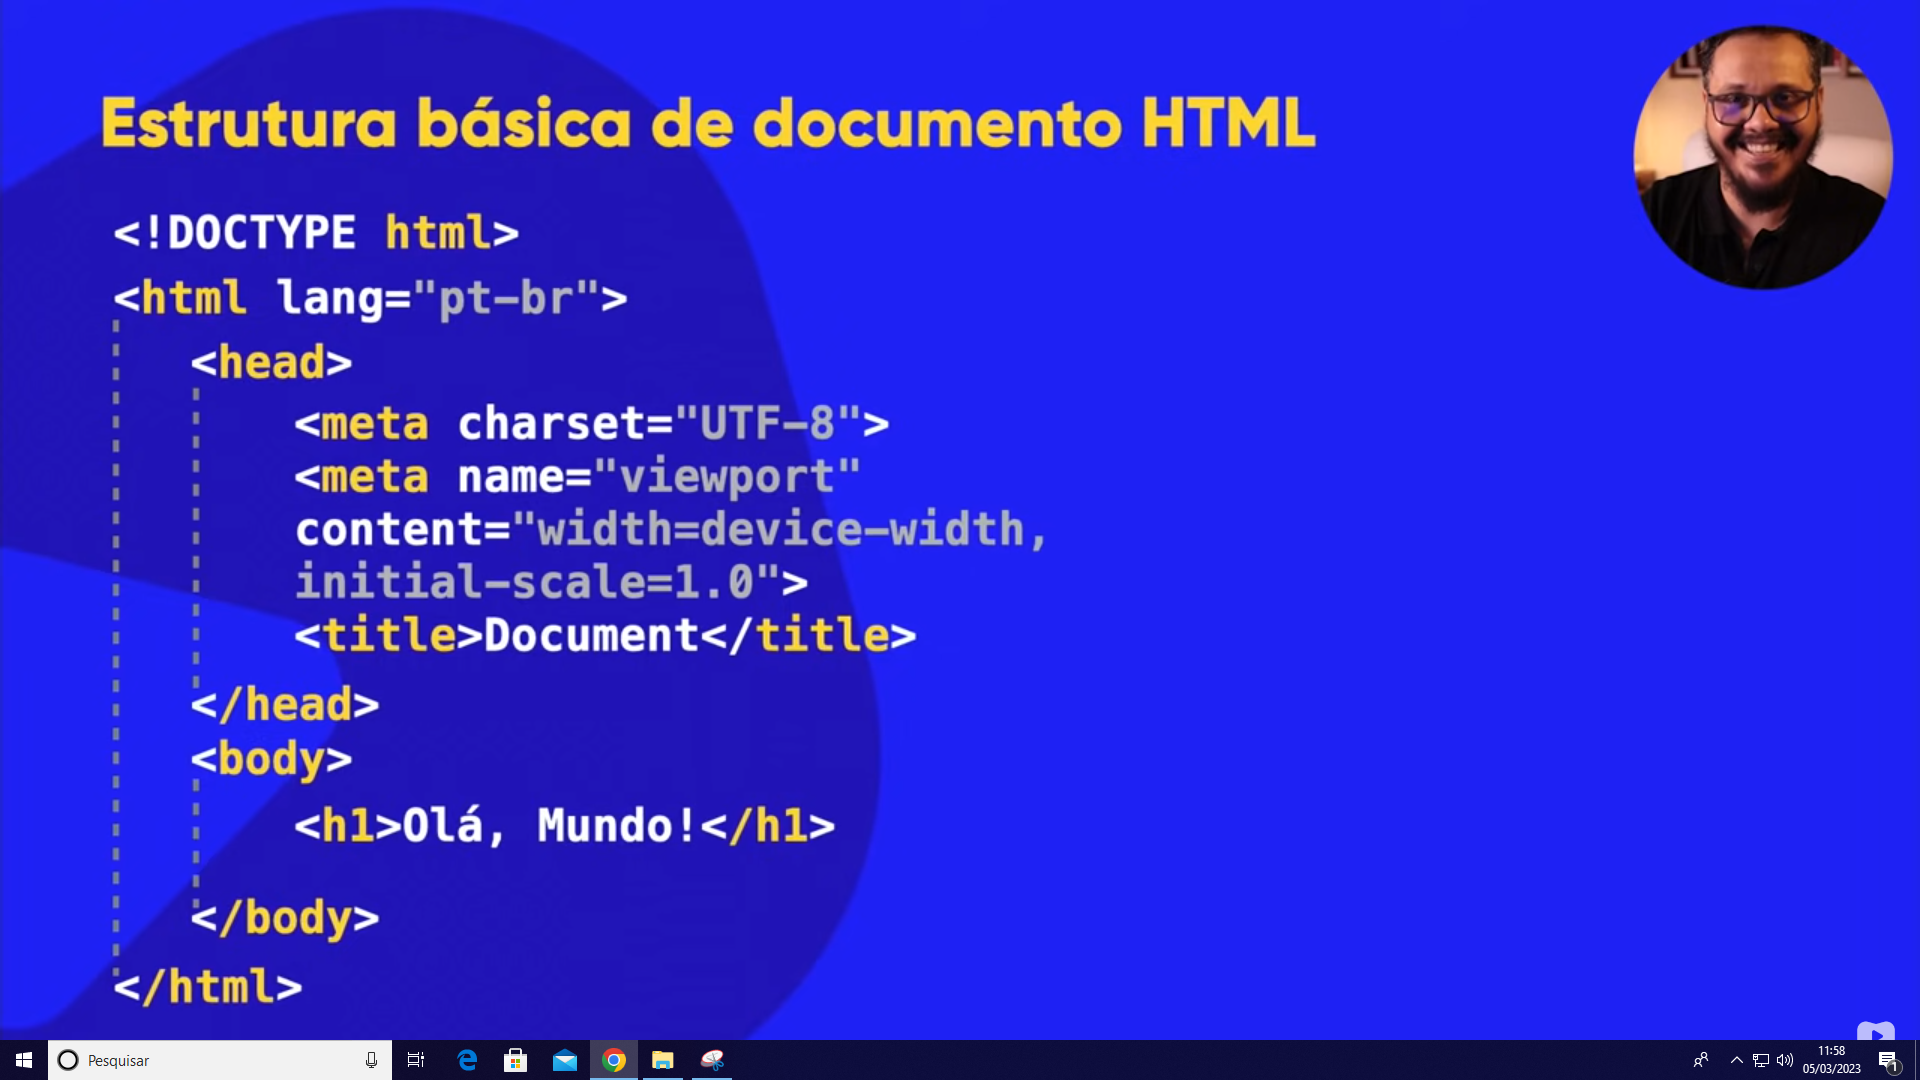 Estrutura básica de documento HTML
<!DOCTYPE html>
<html lang="pt-br">
<head>
<meta charset="UTF-8">
<meta name="viewport"
content="width=device-width,
initial-scale=1.0">
<title>Document</title>
</head>
<body>
<h1>Olá, Mundo!</h1>
</body>
</html>
Pesquisar
11:58
05/03/2023
1